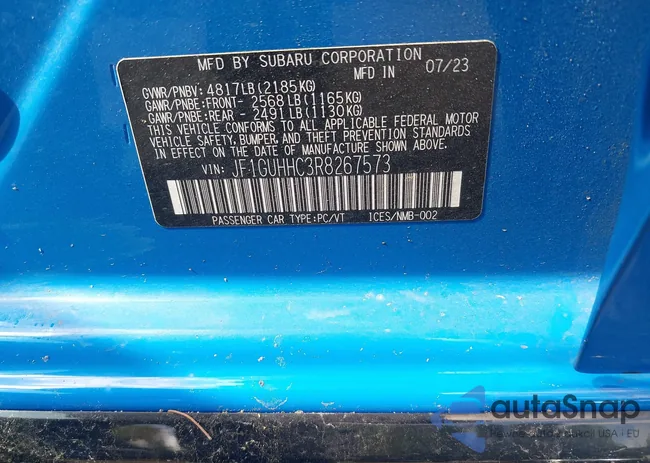 MFD BY SUBARU CORPORATION
MFD IN 07/23
GVWR/PNBV: 4817LB (2185KG)
GAWR/PNBE:FRONT- 2568LB (1165KG)
GAWR/PNBE:REAR - 2491LB (1130KG)
THIS VEHICLE CONFORMS TO ALL APPLICABLE FEDERAL MOTOR
VEHICLE SAFETY, BUMPER, AND THEFT PREVENTION STANDARDS
IN EFFECT ON THE DATE OF MANUFACTURE SHOWN ABOVE.
VIN: JF1GUHHC3R8267573
PASSENGER CAR TYPE:PC/VT ICES/NMB-002
autoSnap